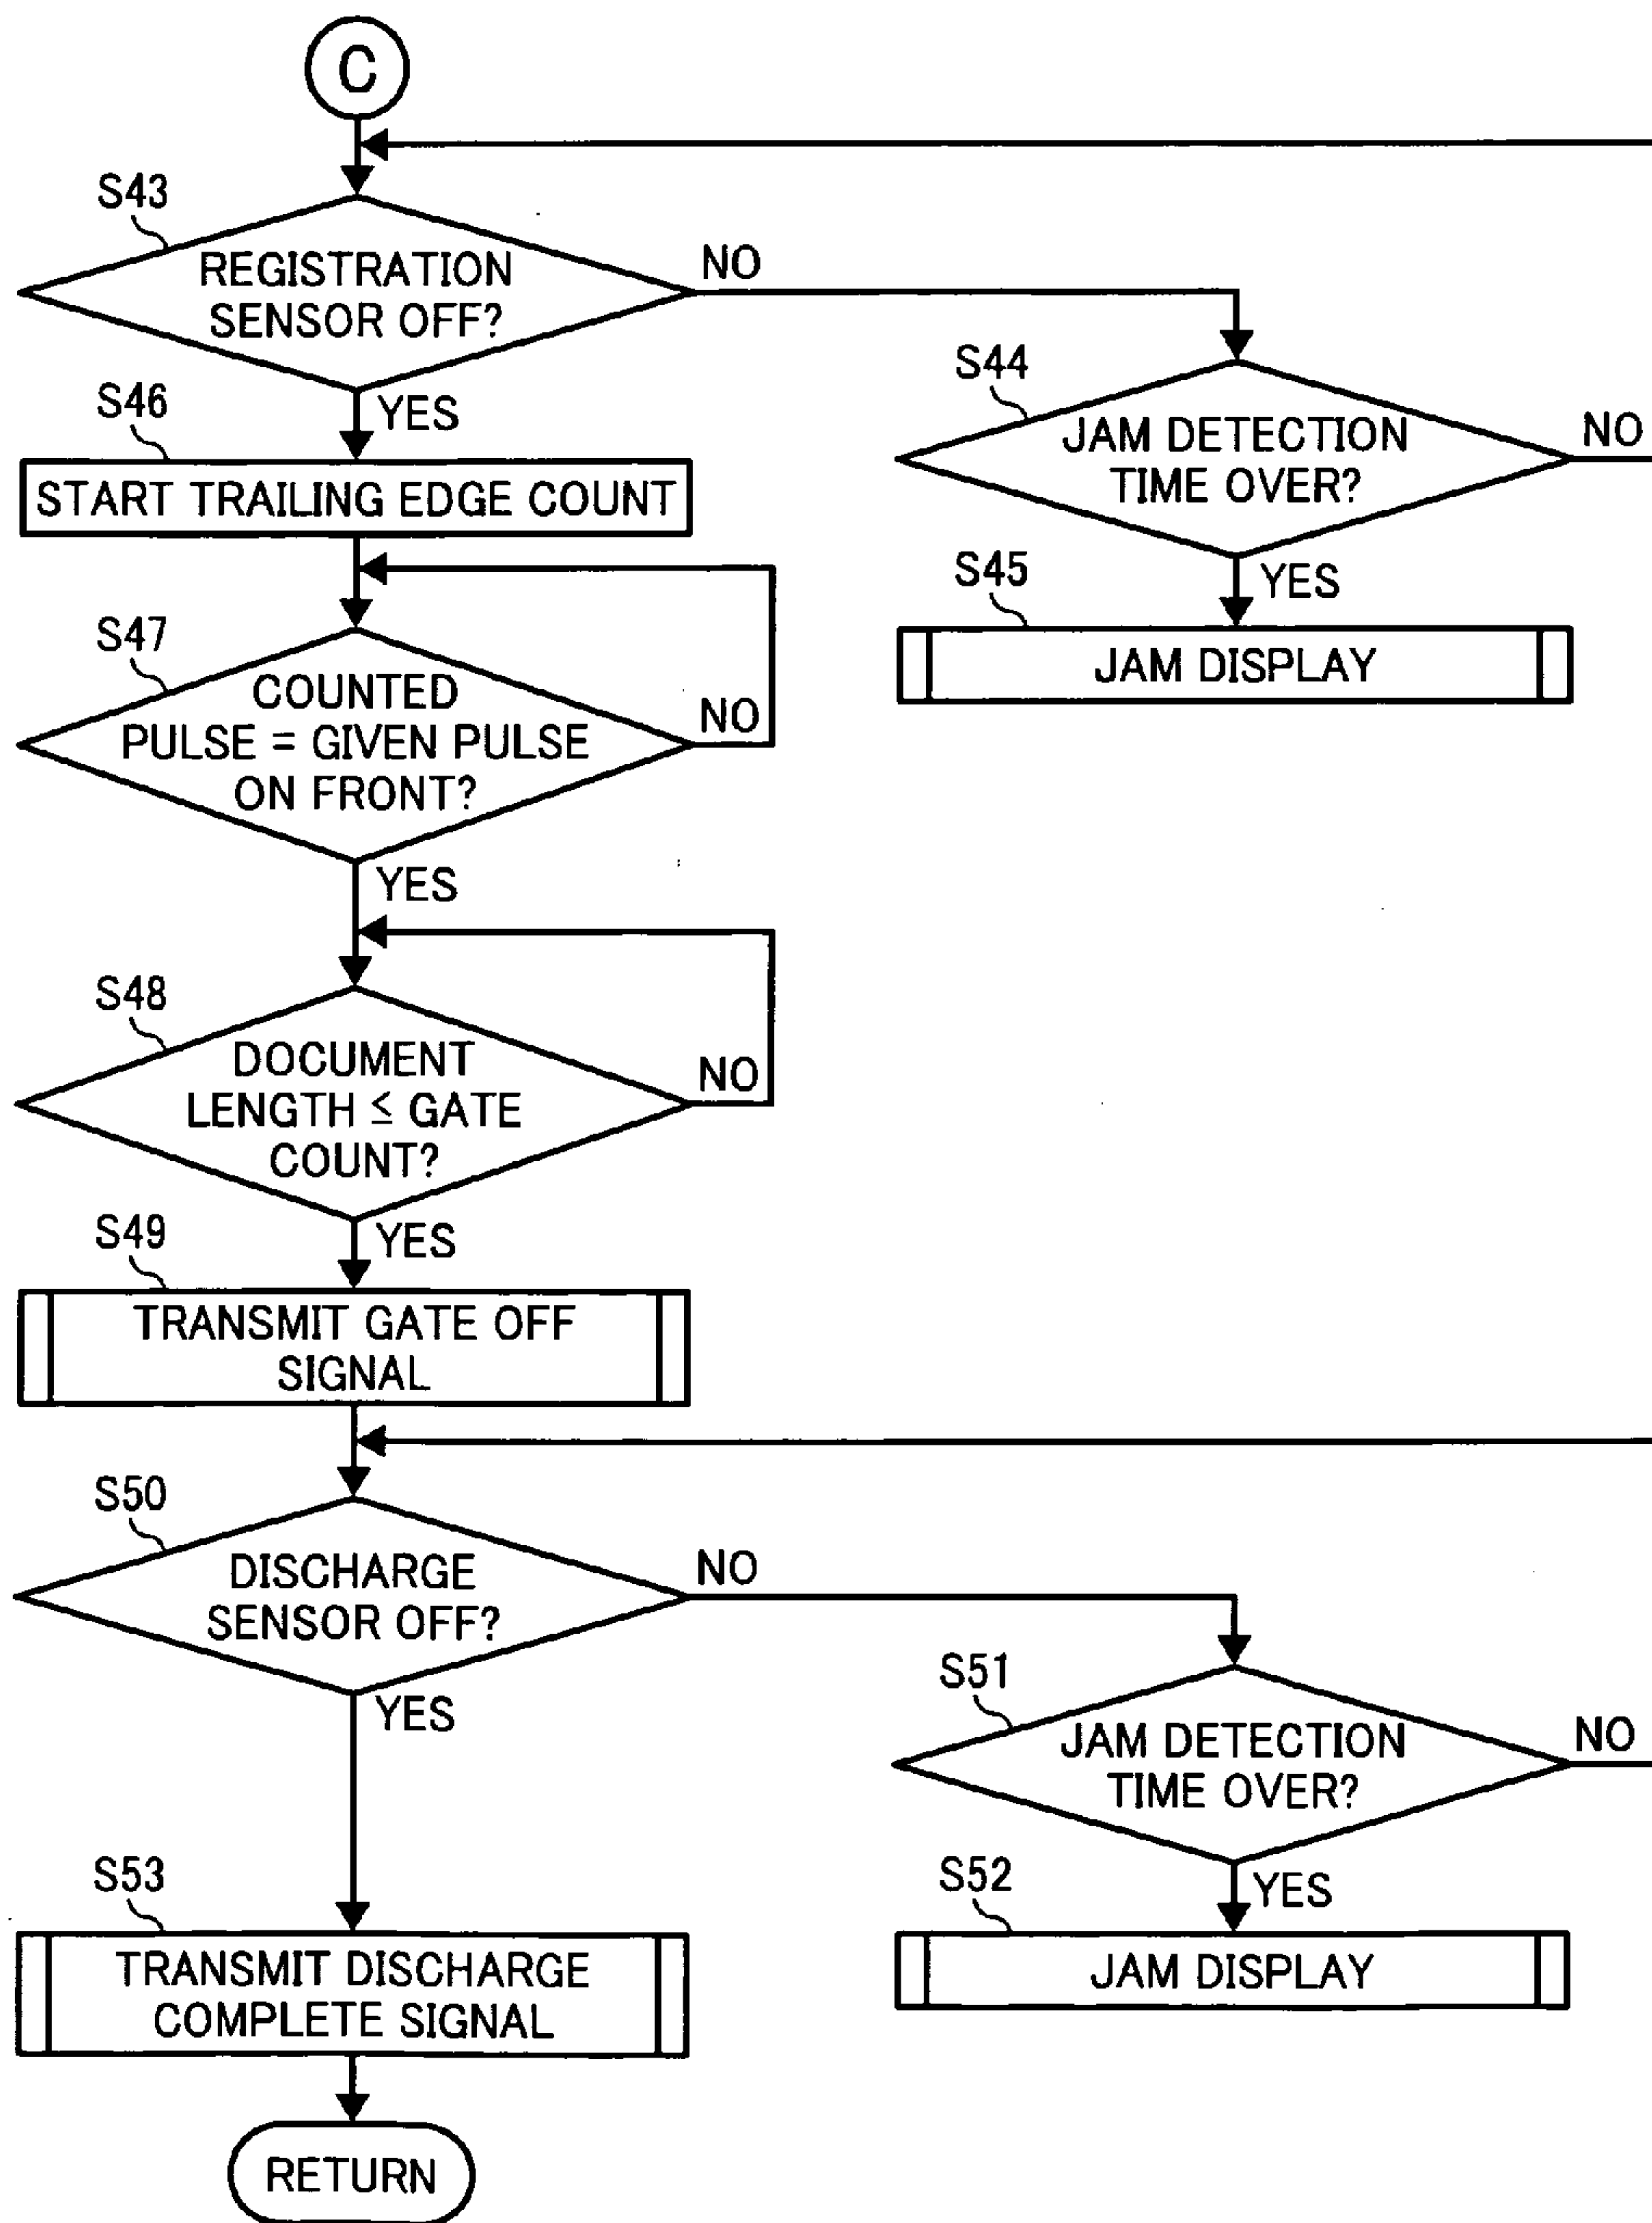 C
S43
REGISTRATION
SENSOR OFF?
NO
YES
S44
JAM DETECTION
TIME OVER?
NO
YES
S45
JAM DISPLAY
S46
START TRAILING EDGE COUNT
S47
COUNTED
PULSE = GIVEN PULSE
ON FRONT?
NO
YES
S48
DOCUMENT
LENGTH ≤ GATE
COUNT?
NO
YES
S49
TRANSMIT GATE OFF
SIGNAL
S50
DISCHARGE
SENSOR OFF?
NO
YES
S51
JAM DETECTION
TIME OVER?
NO
YES
S52
JAM DISPLAY
S53
TRANSMIT DISCHARGE
COMPLETE SIGNAL
RETURN